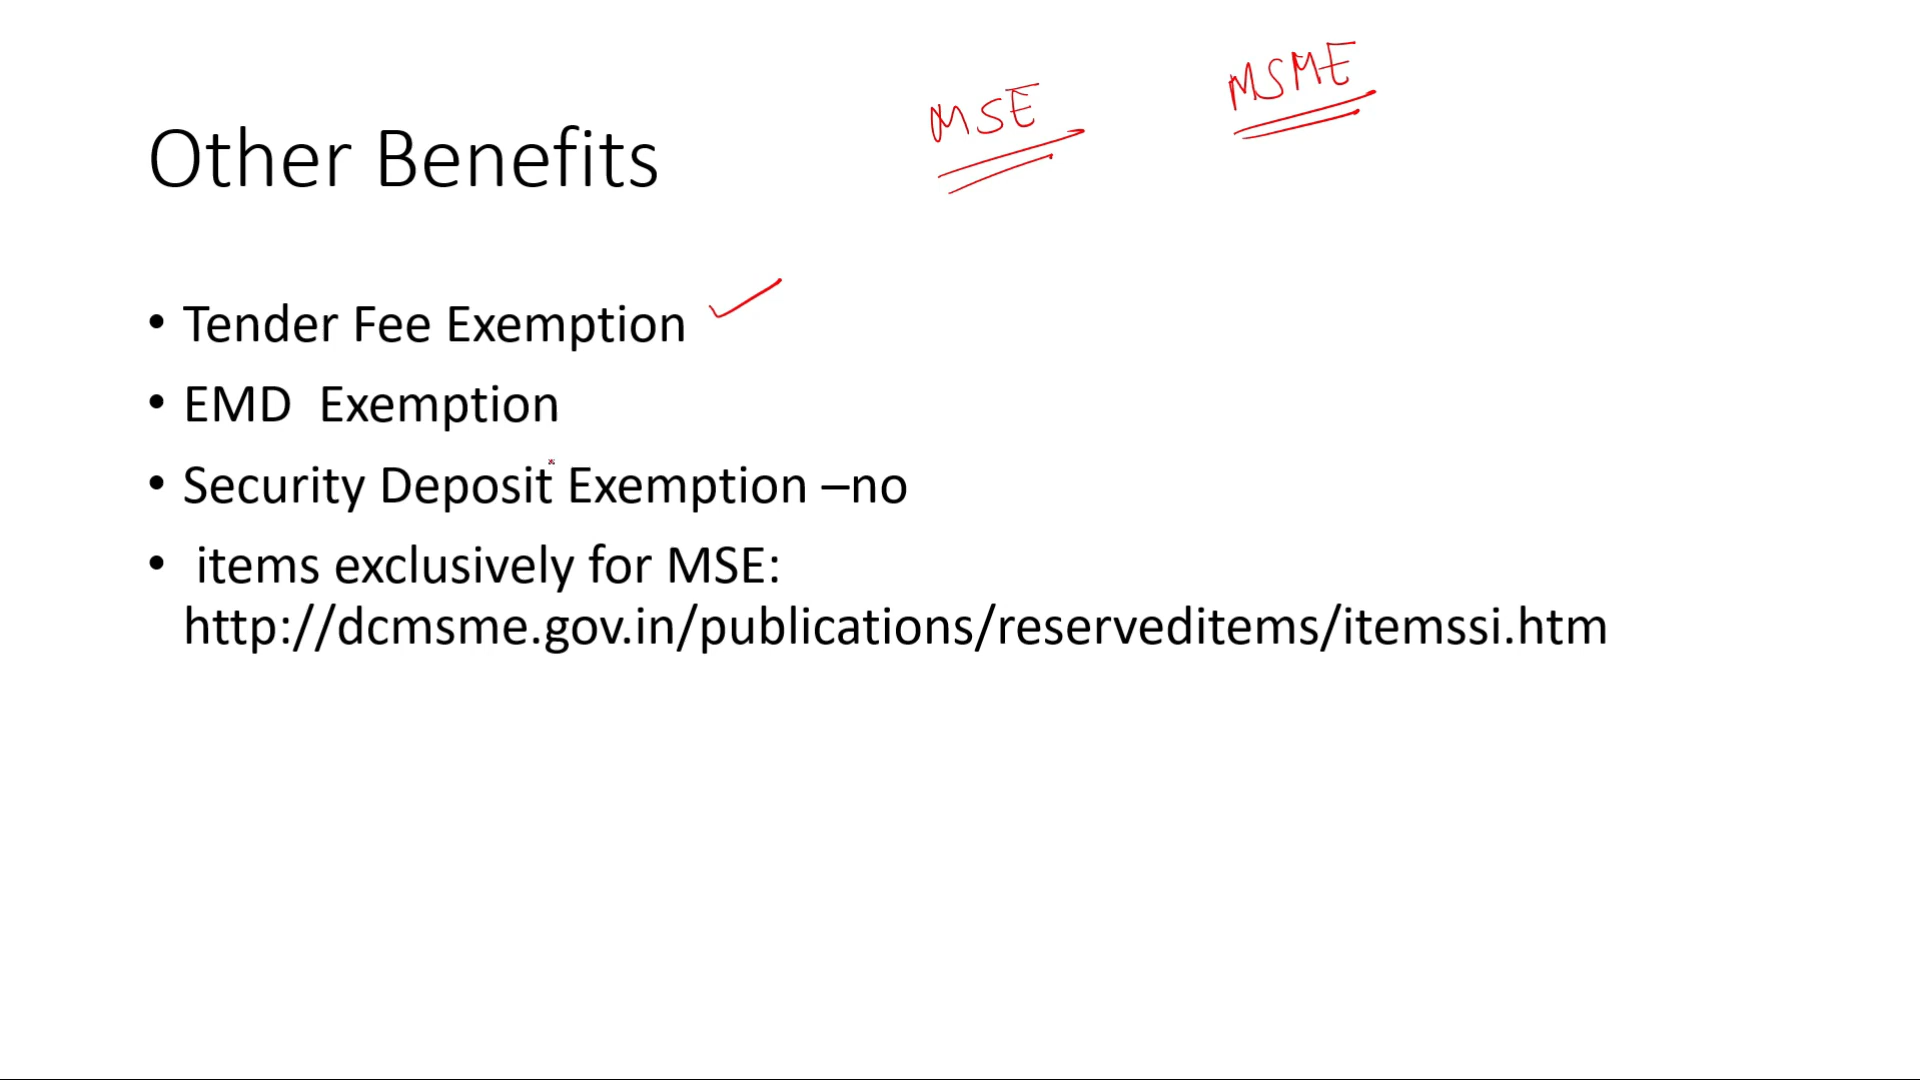 MSE MSME
Other Benefits
• Tender Fee Exemption
• EMD  Exemption
• Security Deposit Exemption –no
• items exclusively for MSE:
http://dcmsme.gov.in/publications/reserveditems/itemssi.htm